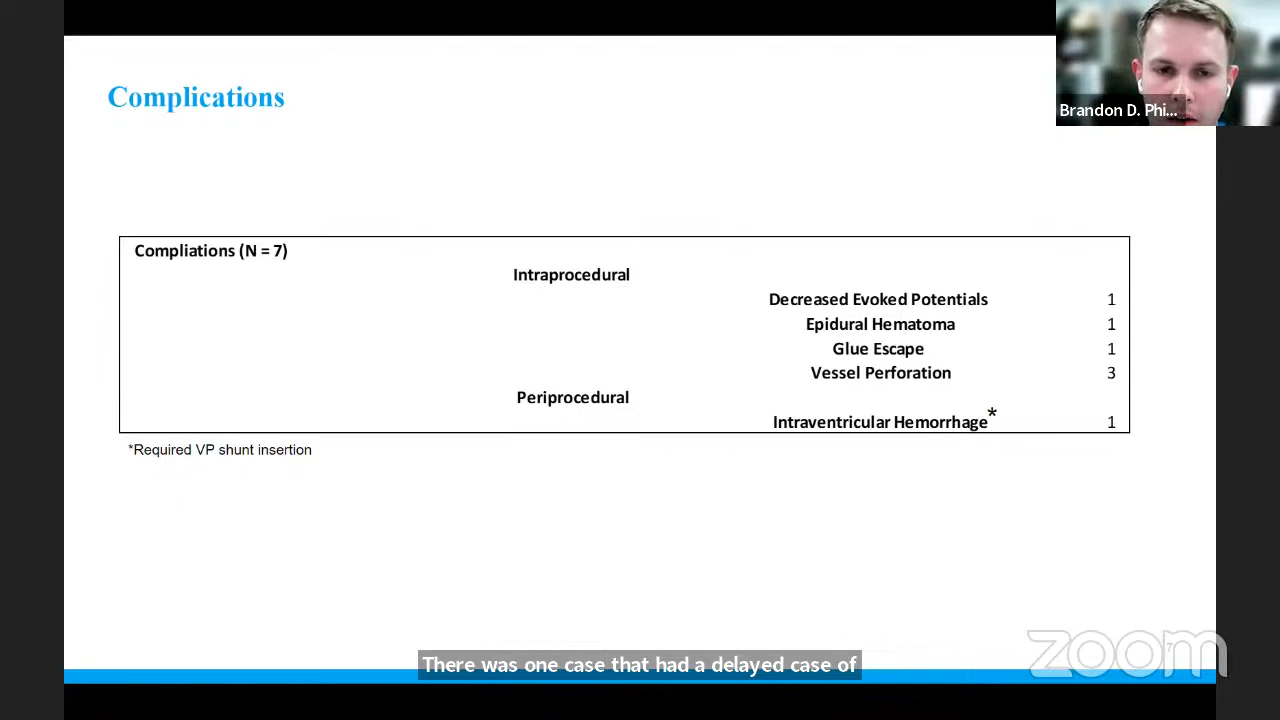 Complications
Brandon D. Phi...
Compliations (N = 7)
Intraprocedural
Decreased Evoked Potentials 1
Epidural Hematoma 1
Glue Escape 1
Vessel Perforation 3
Periprocedural
Intraventricular Hemorrhage* 1
*Required VP shunt insertion
There was one case that had a delayed case of
zoom
7